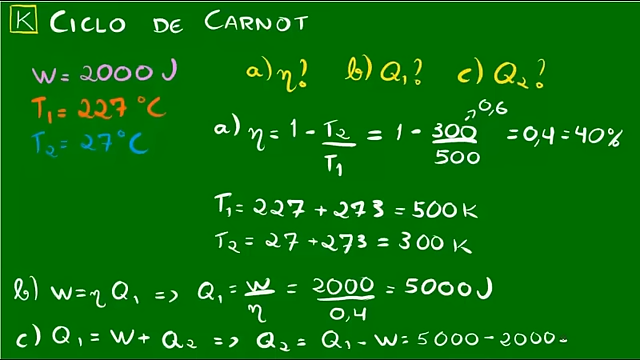 K CICLO DE CARNOT
W = 2000 J a) η? b) Q₁? c) Q₂?
T₁ = 227°C
T₂ = 27°C
a) η = 1 - T₂/T₁ = 1 - 300/500 → 0,6 = 0,4 = 40%
T₁ = 227 + 273 = 500 K
T₂ = 27 + 273 = 300 K
b) W = η Q₁ => Q₁ = W/η = 2000/0,4 = 5000 J
c) Q₁ = W + Q₂ => Q₂ = Q₁ - W = 5000 - 2000 =